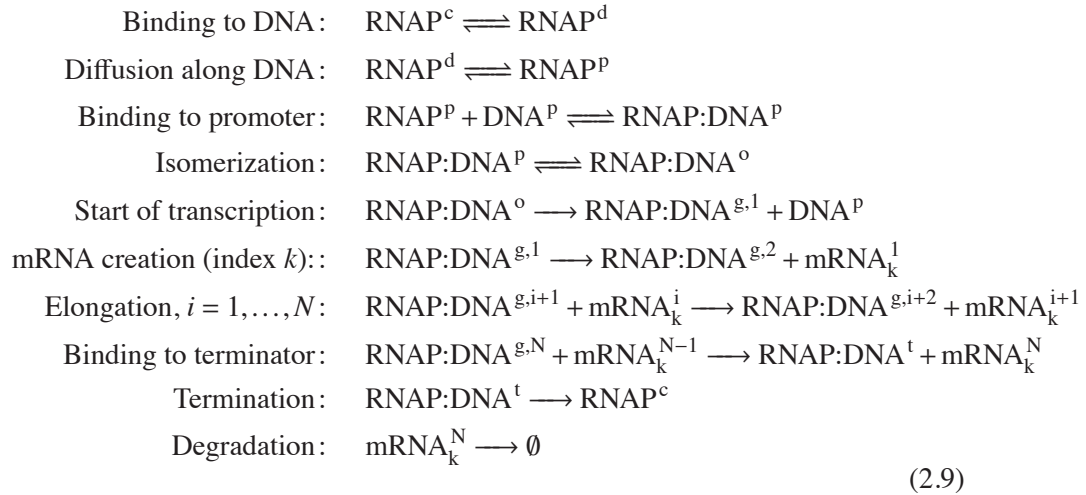 Binding to DNA: RNAP^c ⇌ RNAP^d
Diffusion along DNA: RNAP^d ⇌ RNAP^p
Binding to promoter: RNAP^p + DNA^p ⇌ RNAP:DNA^p
Isomerization: RNAP:DNA^p ⇌ RNAP:DNA^o
Start of transcription: RNAP:DNA^o ⟶ RNAP:DNA^{g,1} + DNA^p
mRNA creation (index k):: RNAP:DNA^{g,1} ⟶ RNAP:DNA^{g,2} + mRNA_k^1
Elongation, i = 1,...,N: RNAP:DNA^{g,i+1} + mRNA_k^i ⟶ RNAP:DNA^{g,i+2} + mRNA_k^{i+1}
Binding to terminator: RNAP:DNA^{g,N} + mRNA_k^{N−1} ⟶ RNAP:DNA^t + mRNA_k^N
Termination: RNAP:DNA^t ⟶ RNAP^c
Degradation: mRNA_k^N ⟶ ∅
(2.9)